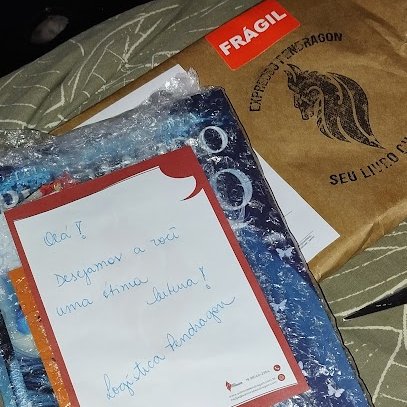 FRÁGIL
EXPRESSO PENDRAGON
SEU LIVRO
Olá!
Desejamos a você
uma ótima leitura!
Logística Pendragon